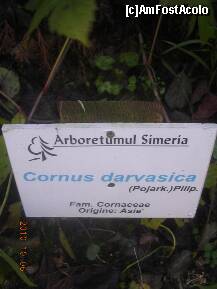 (c)AmFostAcolo
Arboretumul Simeria
Cornus darvasica
(Pojark.)Pilip.
Fam. Cornaceae
Origine: Asia